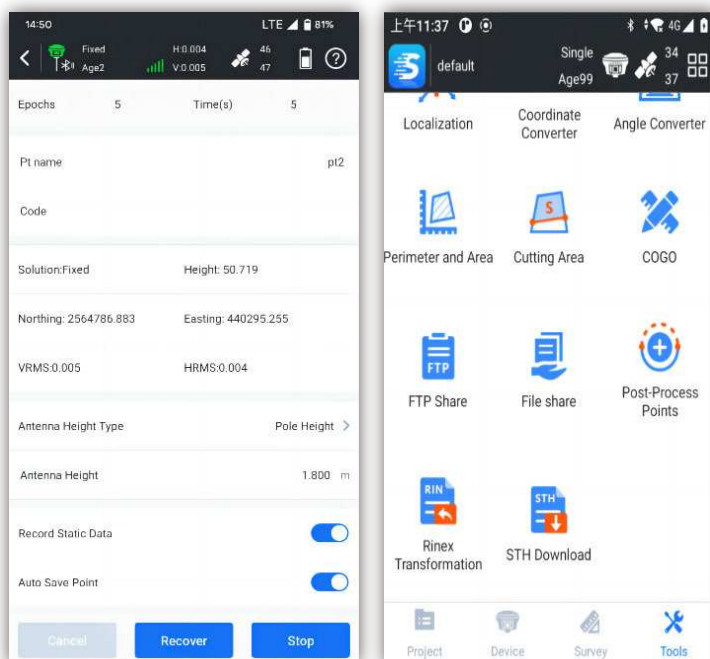 14:50
LTE 81%
Fixed
H:0.004
46
Age2
V:0.005
47
Epochs 5 Time(s) 5
Pt name pt2
Code
Solution:Fixed Height: 50.719
Northing: 2564786.883 Easting: 440295.255
VRMS:0.005 HRMS:0.004
Antenna Height Type Pole Height
Antenna Height 1.800 m
Record Static Data
Auto Save Point
Cancel Recover Stop
上午11:37
4G
default
Single
34
Age99
37
Localization
Coordinate
Converter
Angle Converter
S
Perimeter and Area
Cutting Area
COGO
FTP
FTP Share
File share
Post-Process
Points
RIN
STH
Rinex
Transformation
STH Download
Project Device Survey Tools